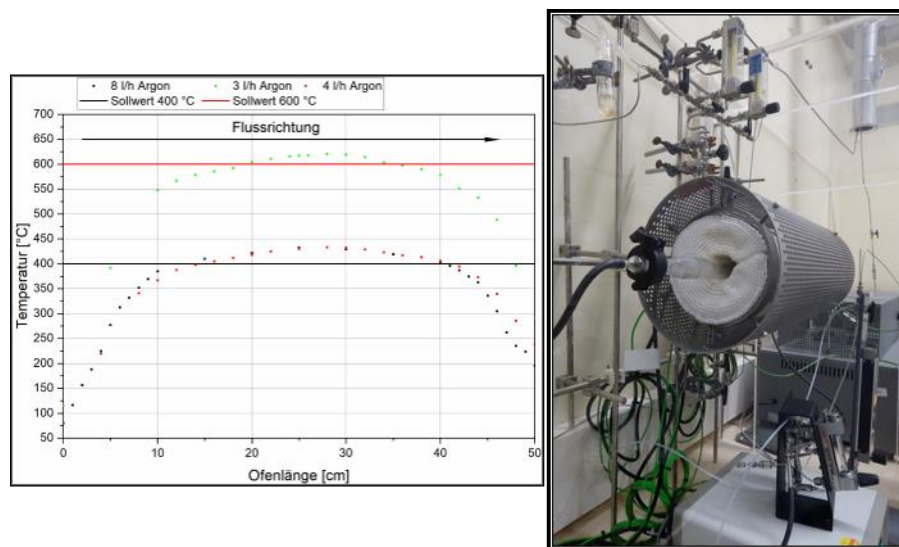 8 l/h Argon 3 l/h Argon 4 l/h Argon
Sollwert 400 °C Sollwert 600 °C
Flussrichtung
Temperatur [°C]
700
650
600
550
500
450
400
350
300
250
200
150
100
50
0 10 20 30 40 50
Ofenlänge [cm]